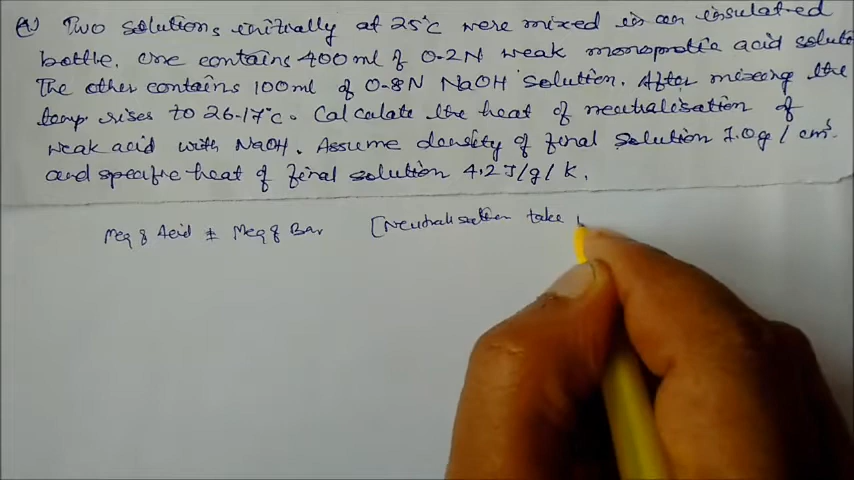 Two solutions initially at 25°C were mixed in an insulated
bottle. one contains 400 ml of 0.2N weak monoprotic acid solut
The other contains 100 ml of 0.8N NaOH solution. After mixing the
temp rises to 26.17°C. Calculate the heat of neutralisation of
weak acid with NaOH. Assume density of final solution 1.0g/cm³.
and specific heat of final solution 4.2 J/g/K.
Meq of Acid = Meq of Bas [Neutralisation take